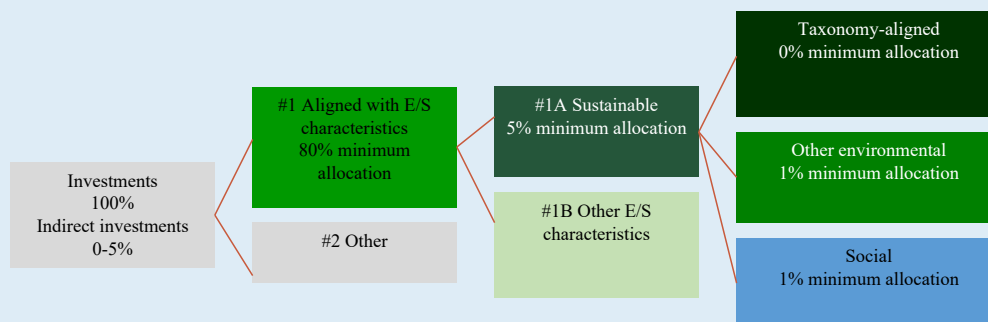 Investments
100%
Indirect investments
0-5%
#1 Aligned with E/S
characteristics
80% minimum
allocation
#2 Other
#1A Sustainable
5% minimum allocation
#1B Other E/S
characteristics
Taxonomy-aligned
0% minimum allocation
Other environmental
1% minimum allocation
Social
1% minimum allocation